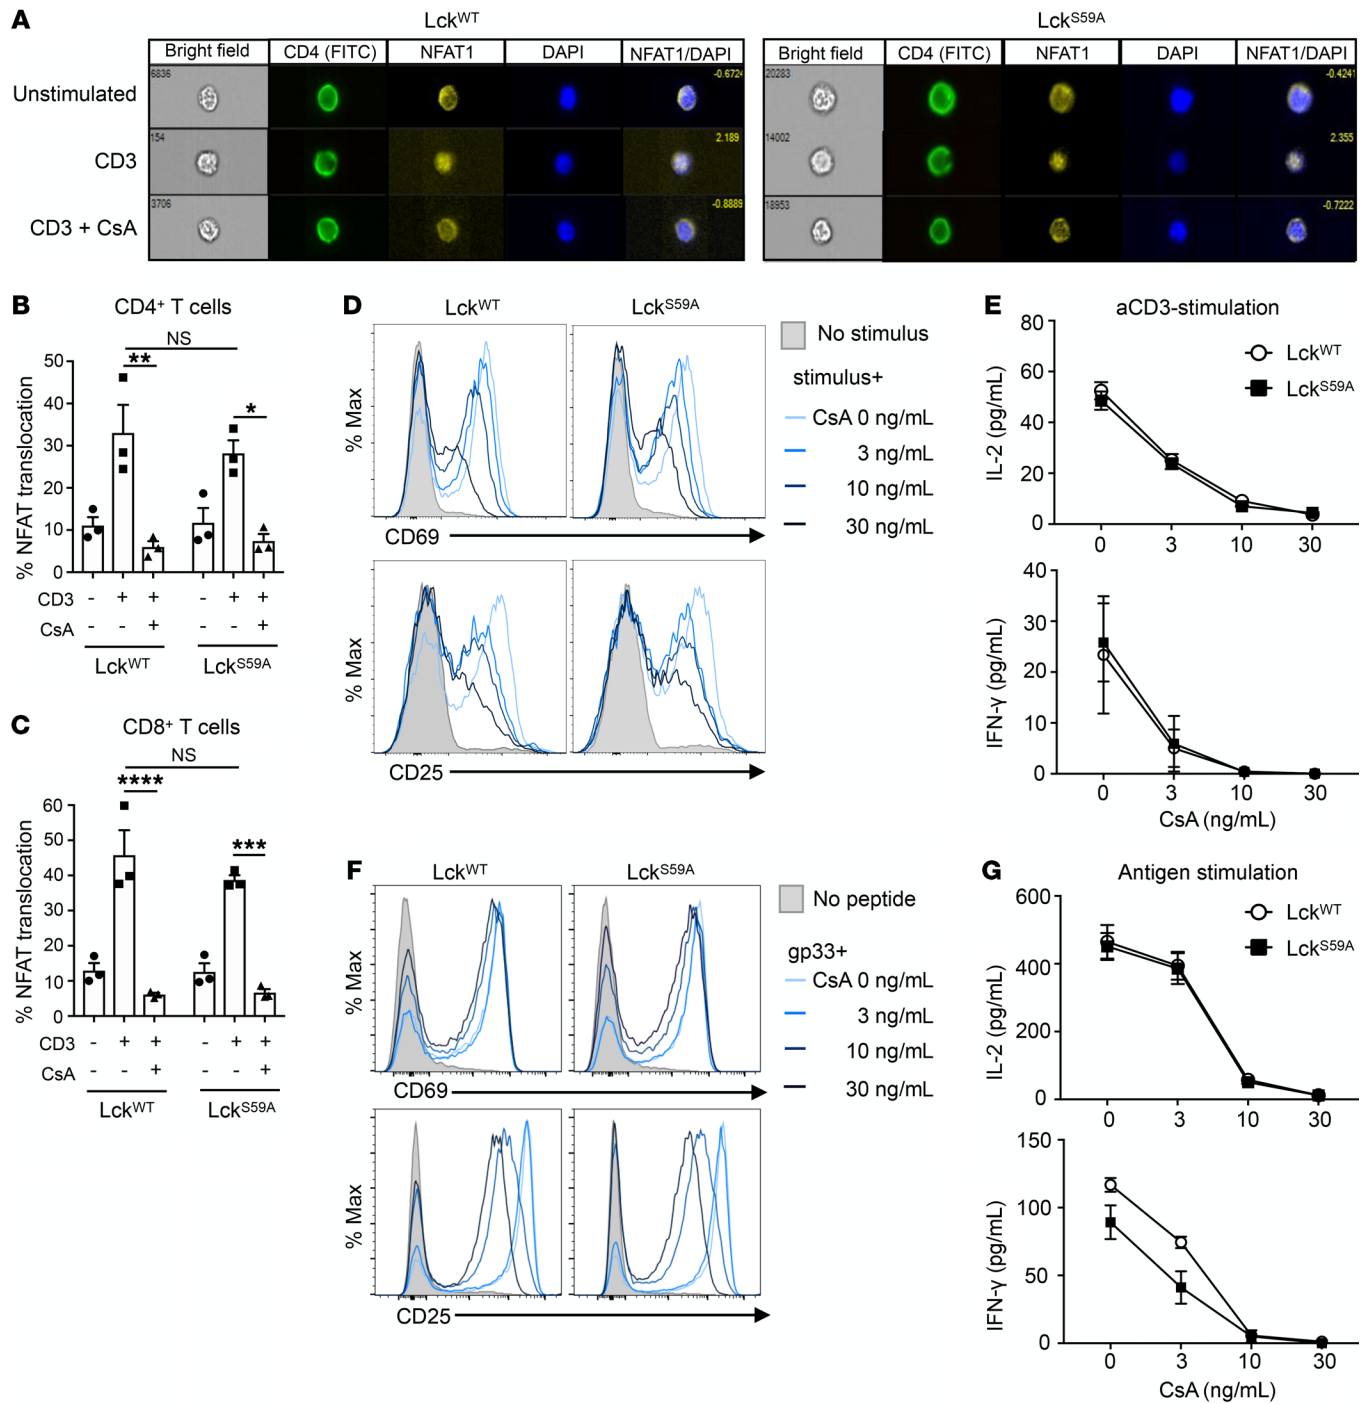 A
Lck^WT
Lck^S59A
Bright field CD4 (FITC) NFAT1 DAPI NFAT1/DAPI
Bright field CD4 (FITC) NFAT1 DAPI NFAT1/DAPI
Unstimulated
6836
-0.6724
20283
-0.4241
CD3
154
2.189
14002
2.355
CD3 + CsA
3706
-0.8889
18953
-0.7222
B
CD4+ T cells
NS
**
*
% NFAT translocation
50
40
30
20
10
0
CD3 - + + - + +
CsA - - + - - +
Lck^WT Lck^S59A
C
CD8+ T cells
NS
****
***
% NFAT translocation
60
50
40
30
20
10
0
CD3 - + + - + +
CsA - - + - - +
Lck^WT Lck^S59A
D
Lck^WT Lck^S59A
% Max
CD69
% Max
CD25
No stimulus
stimulus+
CsA 0 ng/mL
3 ng/mL
10 ng/mL
30 ng/mL
E
aCD3-stimulation
Lck^WT
Lck^S59A
IL-2 (pg/mL)
80
60
40
20
0
0 3 10 30
IFN-γ (pg/mL)
40
30
20
10
0
0 3 10 30
CsA (ng/mL)
F
Lck^WT Lck^S59A
% Max
CD69
% Max
CD25
No peptide
gp33+
CsA 0 ng/mL
3 ng/mL
10 ng/mL
30 ng/mL
G
Antigen stimulation
Lck^WT
Lck^S59A
IL-2 (pg/mL)
600
400
200
0
0 3 10 30
IFN-γ (pg/mL)
150
100
50
0
0 3 10 30
CsA (ng/mL)